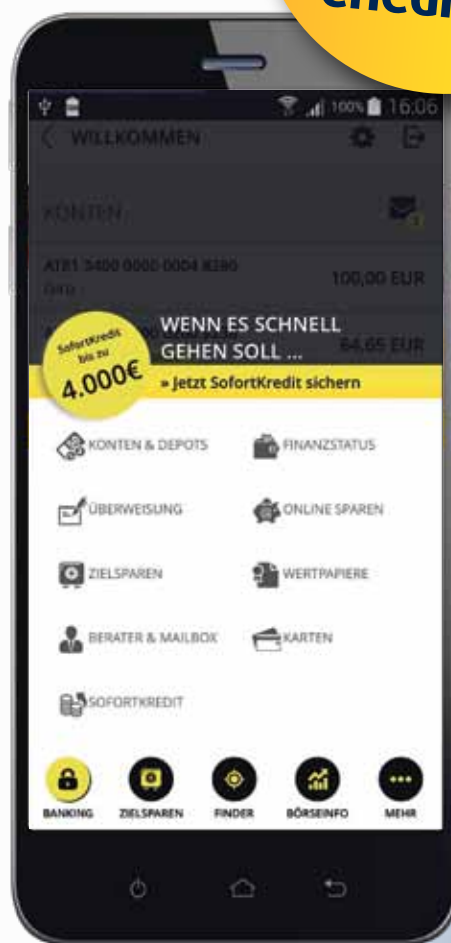 100% 16:06
WILLKOMMEN
KONTEN
AT81 3400 0000 0004 8290
Giro
100,00 EUR
64,65 EUR
SofortKredit
bis zu
4.000€
WENN ES SCHNELL
GEHEN SOLL ...
» Jetzt SofortKredit sichern
KONTEN & DEPOTS
FINANZSTATUS
ÜBERWEISUNG
ONLINE SPAREN
ZIELSPAREN
WERTPAPIERE
BERATER & MAILBOX
KARTEN
SOFORTKREDIT
BANKING
ZIELSPAREN
FINDER
BÖRSEINFO
MEHR